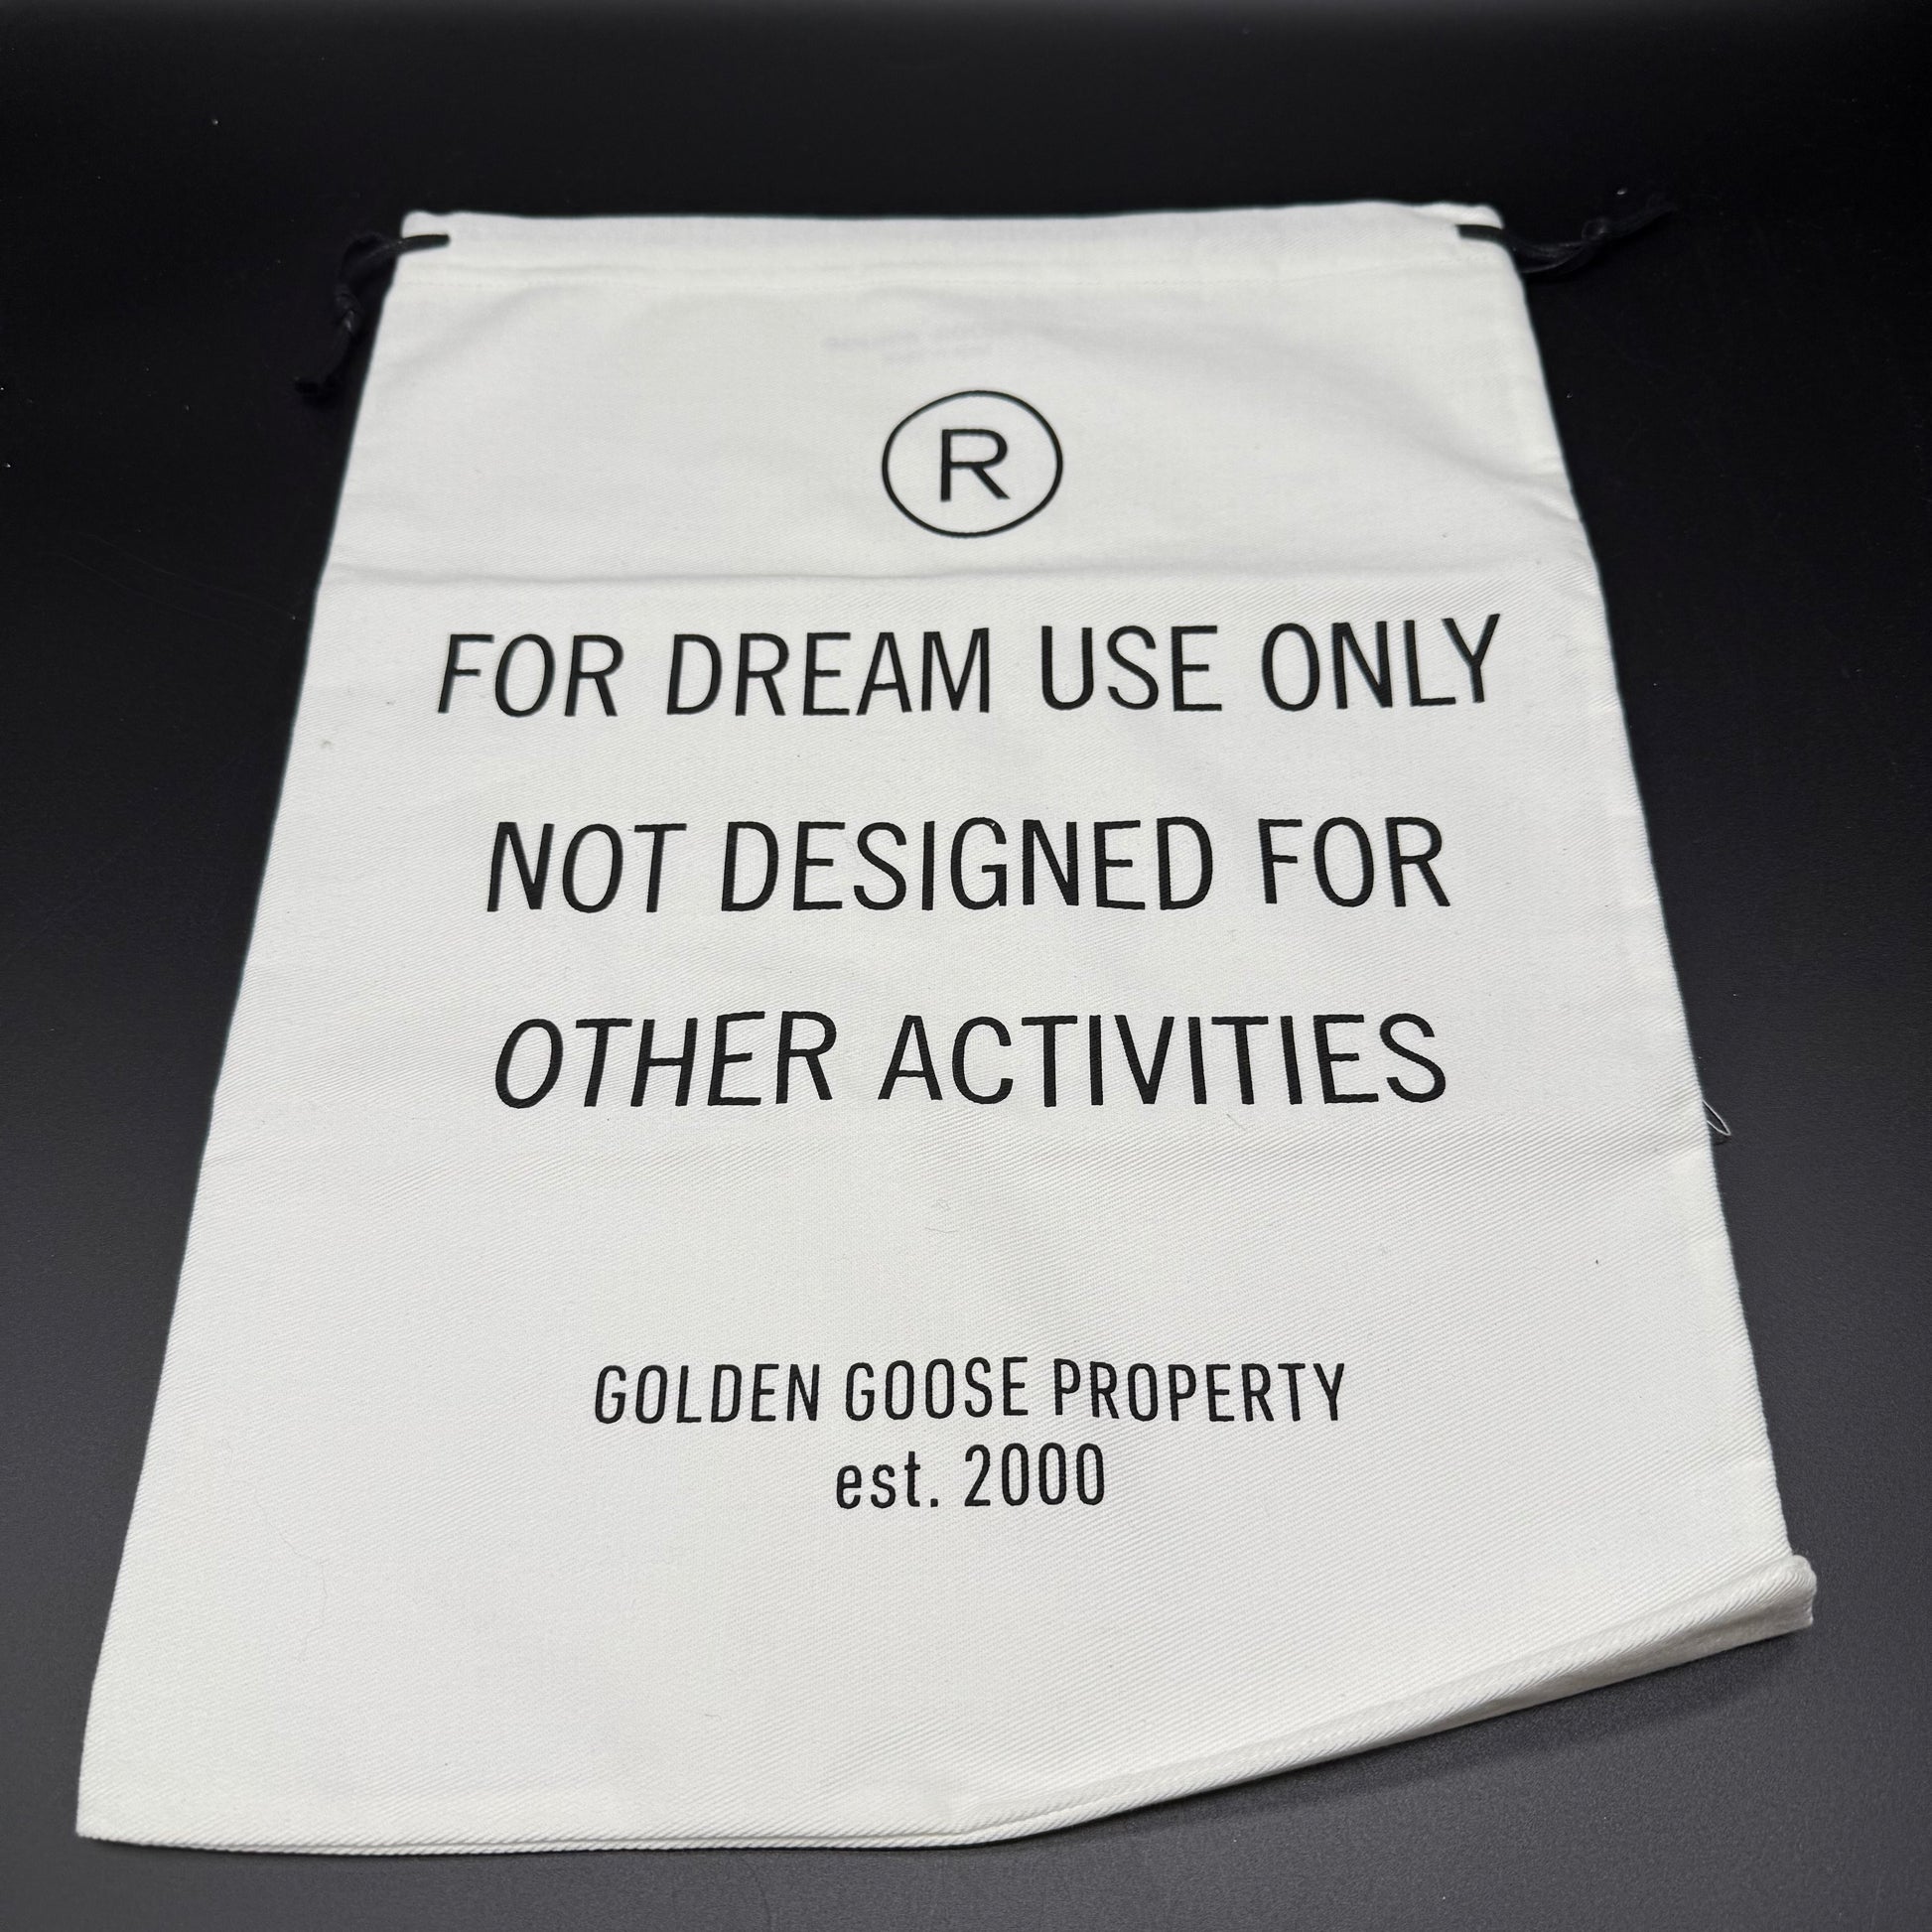 ®
FOR DREAM USE ONLY
NOT DESIGNED FOR
OTHER ACTIVITIES
GOLDEN GOOSE PROPERTY
est. 2000